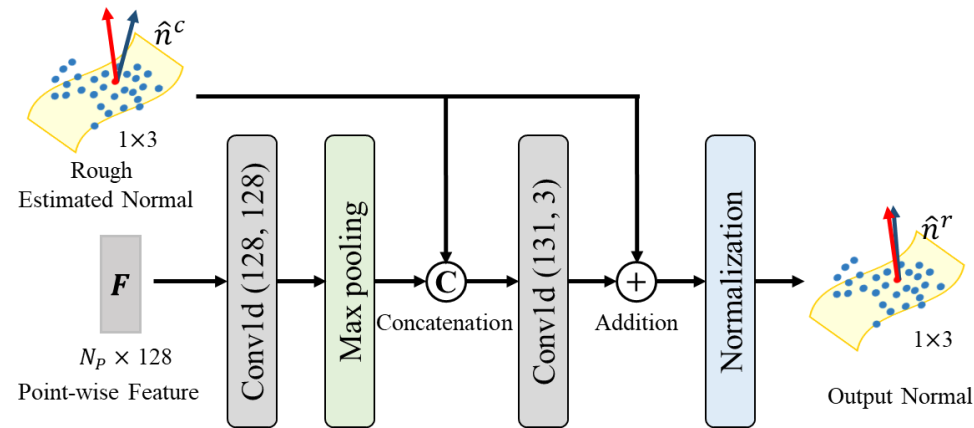 n̂ᶜ
1×3
Rough
Estimated Normal
F
N_P × 128
Point-wise Feature
Conv1d (128, 128)
Max pooling
C
Concatenation
Conv1d (131, 3)
+
Addition
Normalization
n̂ʳ
1×3
Output Normal